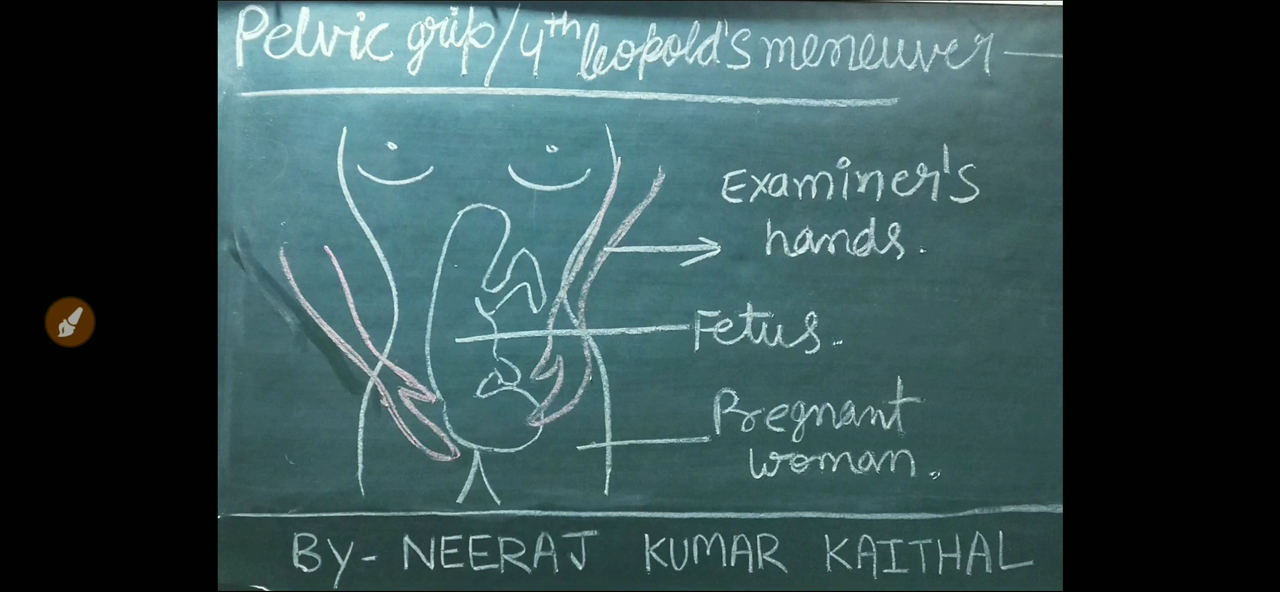 Pelvic grip/4th leopold's meneuver
Examiner's
hands.
Fetus.
Pregnant
woman.
BY- NEERAJ KUMAR KAITHAL